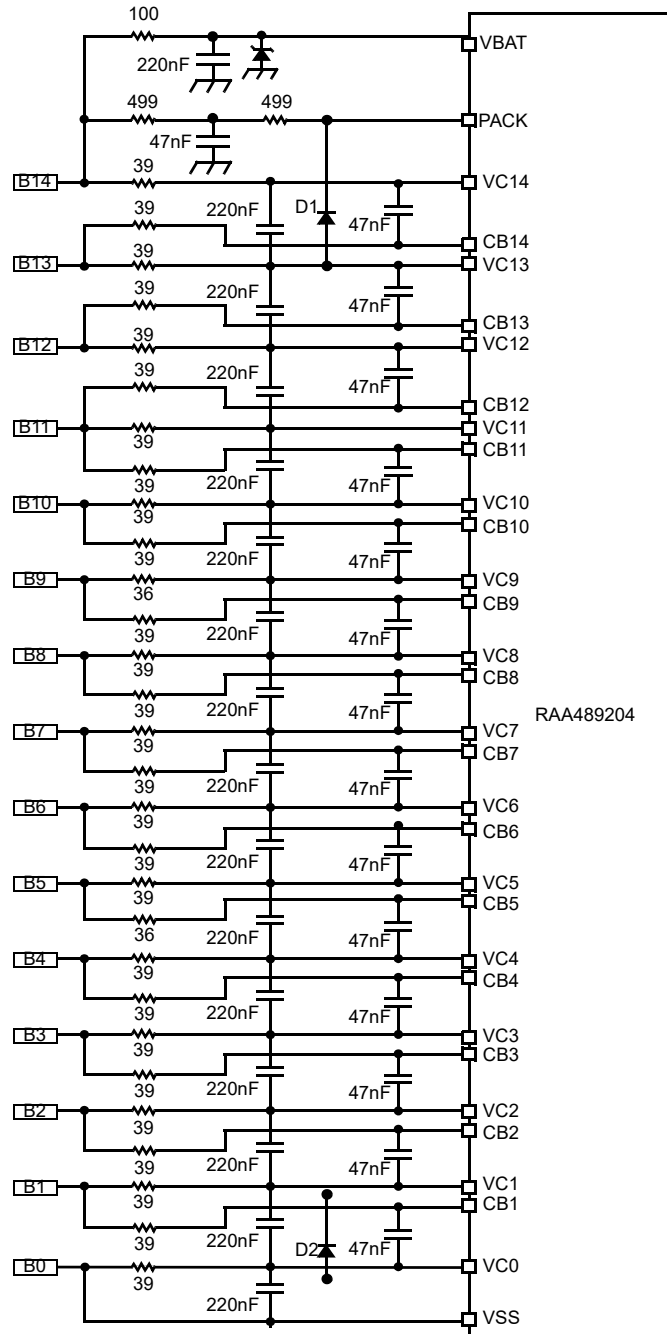 100
VBAT
220nF
499
499
PACK
47nF
39
B14
VC14
39
220nF
D1
47nF
CB14
39
B13
VC13
39
220nF
47nF
CB13
39
B12
VC12
39
220nF
47nF
CB12
39
B11
VC11
39
CB11
39
220nF
47nF
B10
VC10
39
CB10
39
220nF
47nF
B9
VC9
36
CB9
39
220nF
47nF
B8
VC8
39
CB8
39
220nF
47nF
RAA489204
B7
VC7
39
CB7
39
220nF
47nF
B6
VC6
39
CB6
39
220nF
47nF
B5
VC5
39
CB5
36
220nF
47nF
B4
VC4
39
CB4
39
220nF
47nF
B3
VC3
39
CB3
39
220nF
47nF
B2
VC2
39
CB2
39
220nF
47nF
B1
VC1
39
CB1
39
220nF
D2
47nF
B0
VC0
39
220nF
VSS